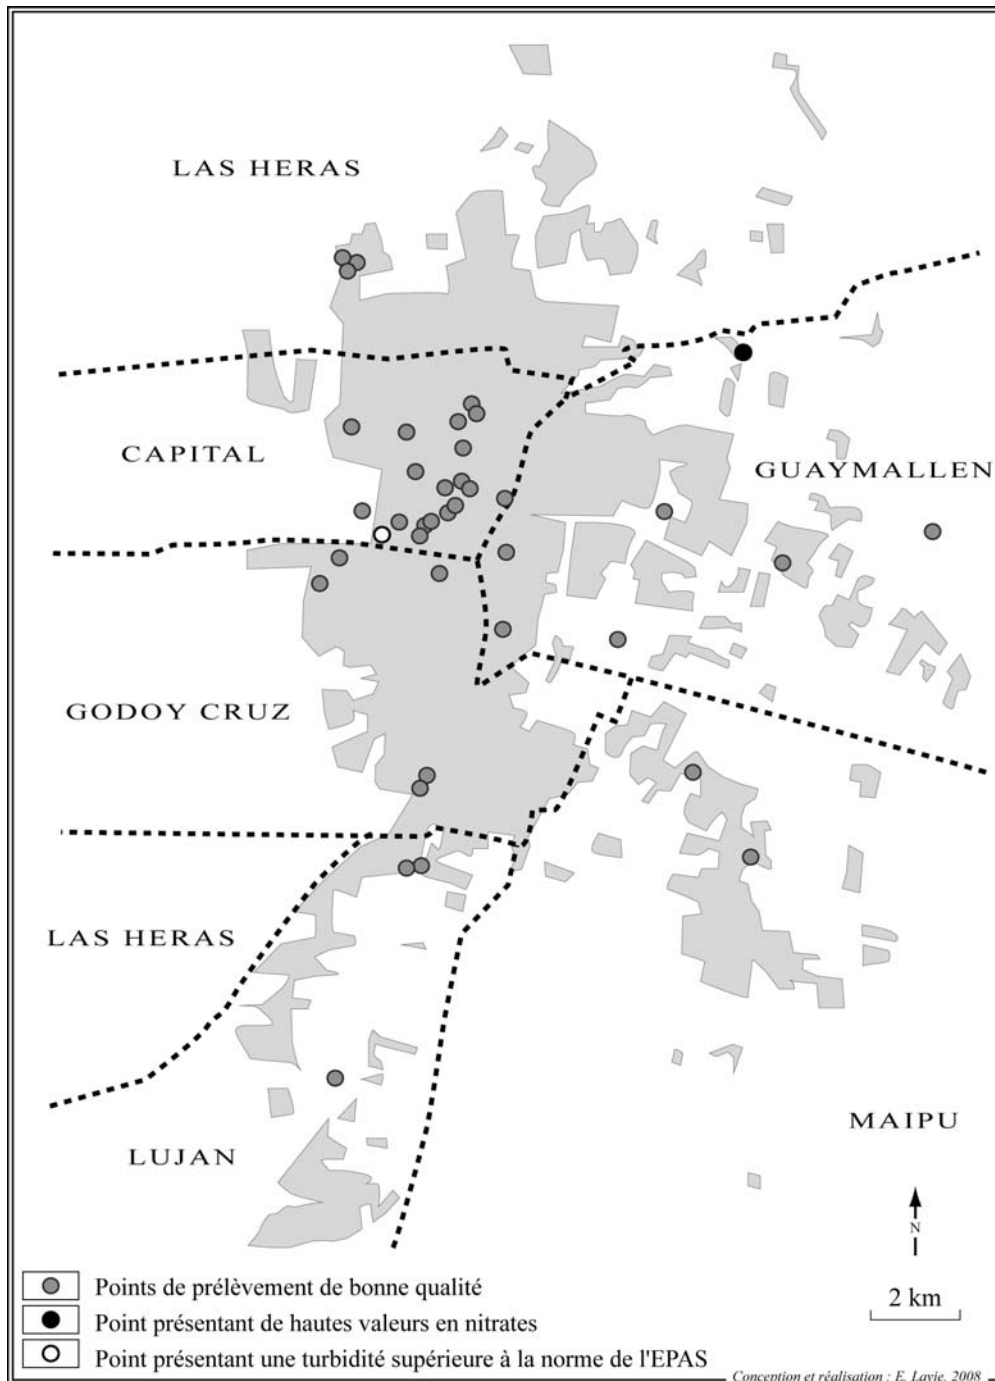 LAS HERAS
CAPITAL
GUAYMALLEN
GODOY CRUZ
LAS HERAS
MAIPU
LUJAN
N
2 km
Points de prélèvement de bonne qualité
Point présentant de hautes valeurs en nitrates
Point présentant une turbidité supérieure à la norme de l'EPAS
Conception et réalisation : E. Lavie, 2008